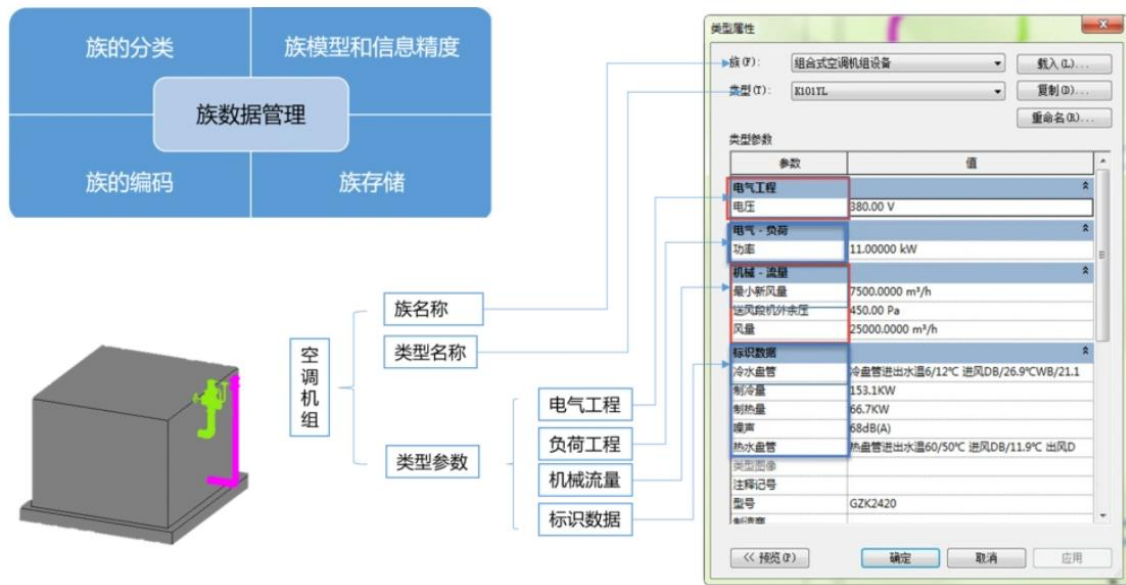 族的分类
族模型和信息精度
族数据管理
族的编码
族存储
空调机组
族名称
类型名称
类型参数
电气工程
负荷工程
机械流量
标识数据
类型属性
族(F):
组合式空调机组设备
载入(L)...
类型(T):
K101YL
复制(D)...
重命名(R)...
类型参数
参数 值
电气工程
电压 380.00 V
电气 - 负荷
功率 11.00000 kW
机械 - 流量
最小新风量 7500.0000 m³/h
送风段机外余压 450.00 Pa
风量 25000.0000 m³/h
标识数据
冷水盘管 冷盘管进出水温6/12℃ 进风DB/26.9℃WB/21.1
制冷量 153.1KW
制热量 66.7KW
噪声 68dB(A)
热水盘管 热盘管进出水温60/50℃ 进风DB/11.9℃ 出风D
类型图像
注释记号
型号 GZK2420
制造商
<< 预览(P)
确定
取消
应用